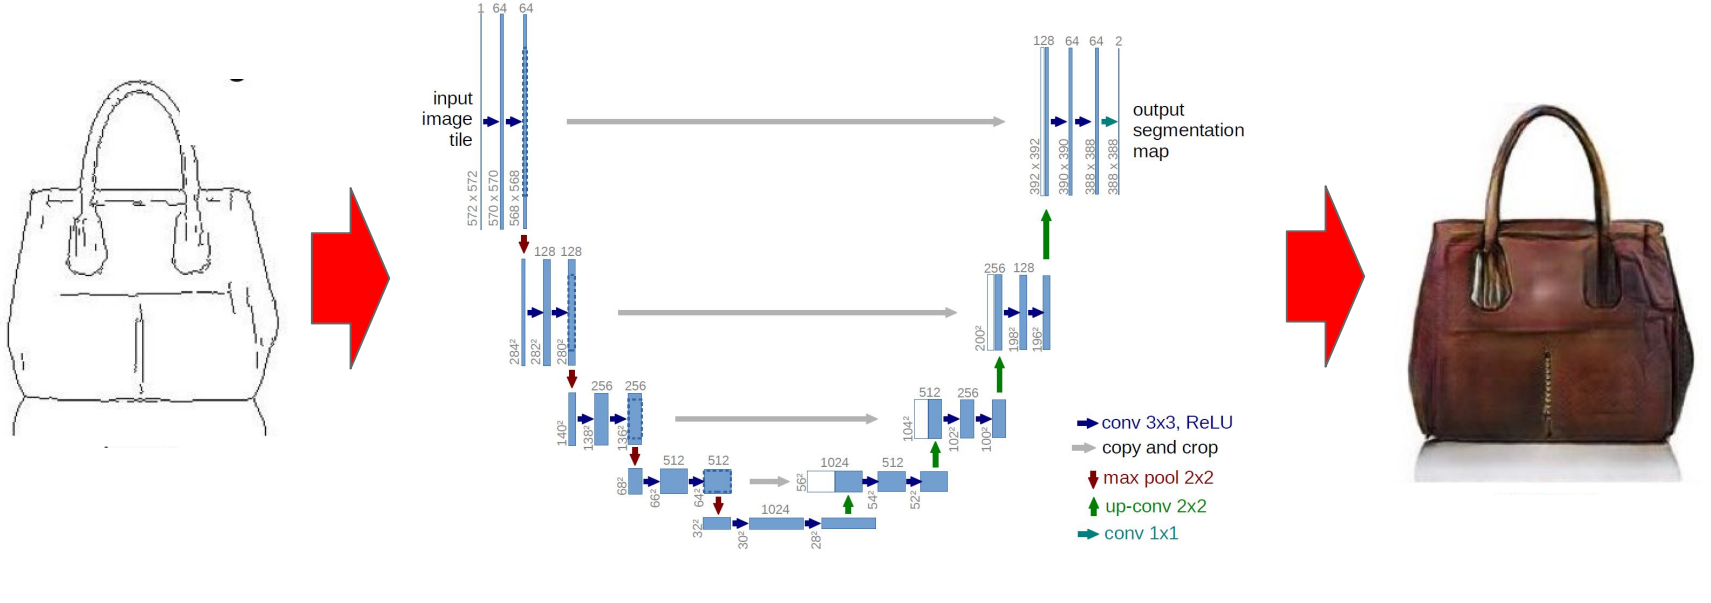 1 64 64
input
image
tile
572 x 572
570 x 570
568 x 568
128 64 64 2
output
segmentation
map
392 x 392
390 x 390
388 x 388
388 x 388
128 128
284²
282²
280²
256 128
200²
198²
196²
256 256
140²
138²
136²
512 256
104²
102²
100²
512 512
68²
66²
64²
1024 512
56²
54²
52²
1024
32²
30²
28²
conv 3x3, ReLU
copy and crop
max pool 2x2
up-conv 2x2
conv 1x1